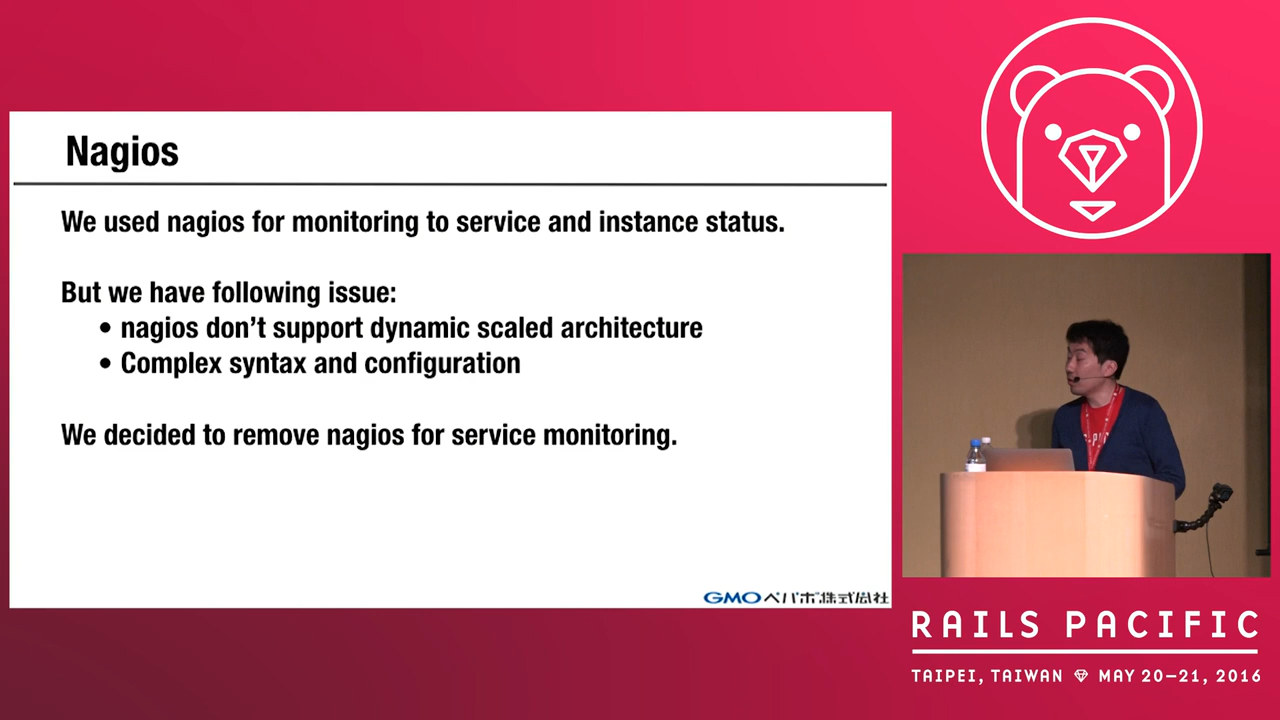 Nagios
We used nagios for monitoring to service and instance status.
But we have following issue:
• nagios don't support dynamic scaled architecture
• Complex syntax and configuration
We decided to remove nagios for service monitoring.
GMOペパボ株式会社
RAILS PACIFIC
TAIPEI, TAIWAN MAY 20–21, 2016